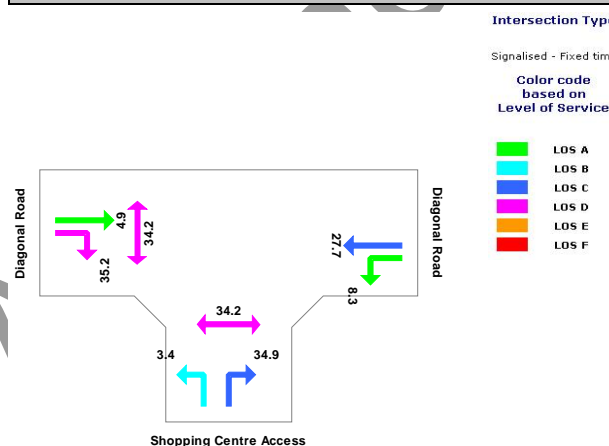 Intersection Typ
Signalised - Fixed tim
Color code
based on
Level of Service
LOS A
LOS B
LOS C
LOS D
LOS E
LOS F
Diagonal Road
4.9
34.2
35.2
27.7
8.3
Diagonal Road
34.2
3.4
34.9
Shopping Centre Access